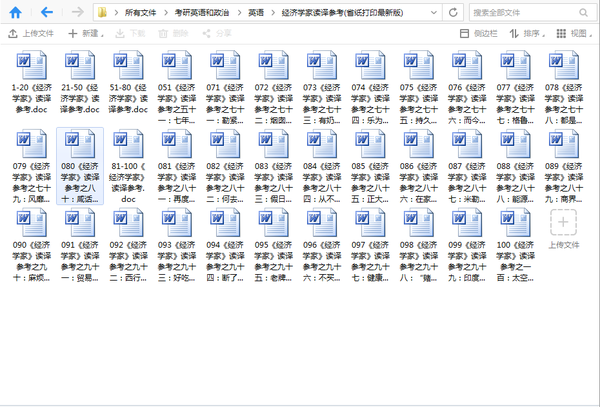 所有文件 考研英语和政治 英语 经济学家读译参考(省纸打印最新版) 搜索全部文件
上传文件 新建 下载 删除 分享 侧边栏 排序 视图
1-20《经济学家》读译参考.doc
21-50《经济学家》读译参考.doc
51-80《经济学家》读译参考.doc
051《经济学家》读译参考之五十一：七年...
071《经济学家》读译参考之七十一：勒紧...
072《经济学家》读译参考之七十二：烟囱...
073《经济学家》读译参考之七十三：有奶...
074《经济学家》读译参考之七十四：乐为...
075《经济学家》读译参考之七十五：持久...
076《经济学家》读译参考之七十六：而今...
077《经济学家》读译参考之七十七：格鲁...
078《经济学家》读译参考之七十八：都是...
079《经济学家》读译参考之七十九：风靡...
080《经济学家》读译参考之八十：咸话...
81-100《经济学家》读译参考.doc
081《经济学家》读译参考之八十一：再度...
082《经济学家》读译参考之八十二：何去...
083《经济学家》读译参考之八十三：假日...
084《经济学家》读译参考之八十四：从不...
085《经济学家》读译参考之八十五：正大...
086《经济学家》读译参考之八十六：在家...
087《经济学家》读译参考之八十七：米勒...
088《经济学家》读译参考之八十八：能源...
089《经济学家》读译参考之八十九：商界...
090《经济学家》读译参考之九十：麻烦...
091《经济学家》读译参考之九十一：贸易...
092《经济学家》读译参考之九十二：西行...
093《经济学家》读译参考之九十三：好吃...
094《经济学家》读译参考之九十四：断了...
095《经济学家》读译参考之九十五：老牌...
096《经济学家》读译参考之九十六：不买...
097《经济学家》读译参考之九十七：健康...
098《经济学家》读译参考之九十八：“赌...
099《经济学家》读译参考之九十九：印度...
100《经济学家》读译参考之一百：太空...
上传文件